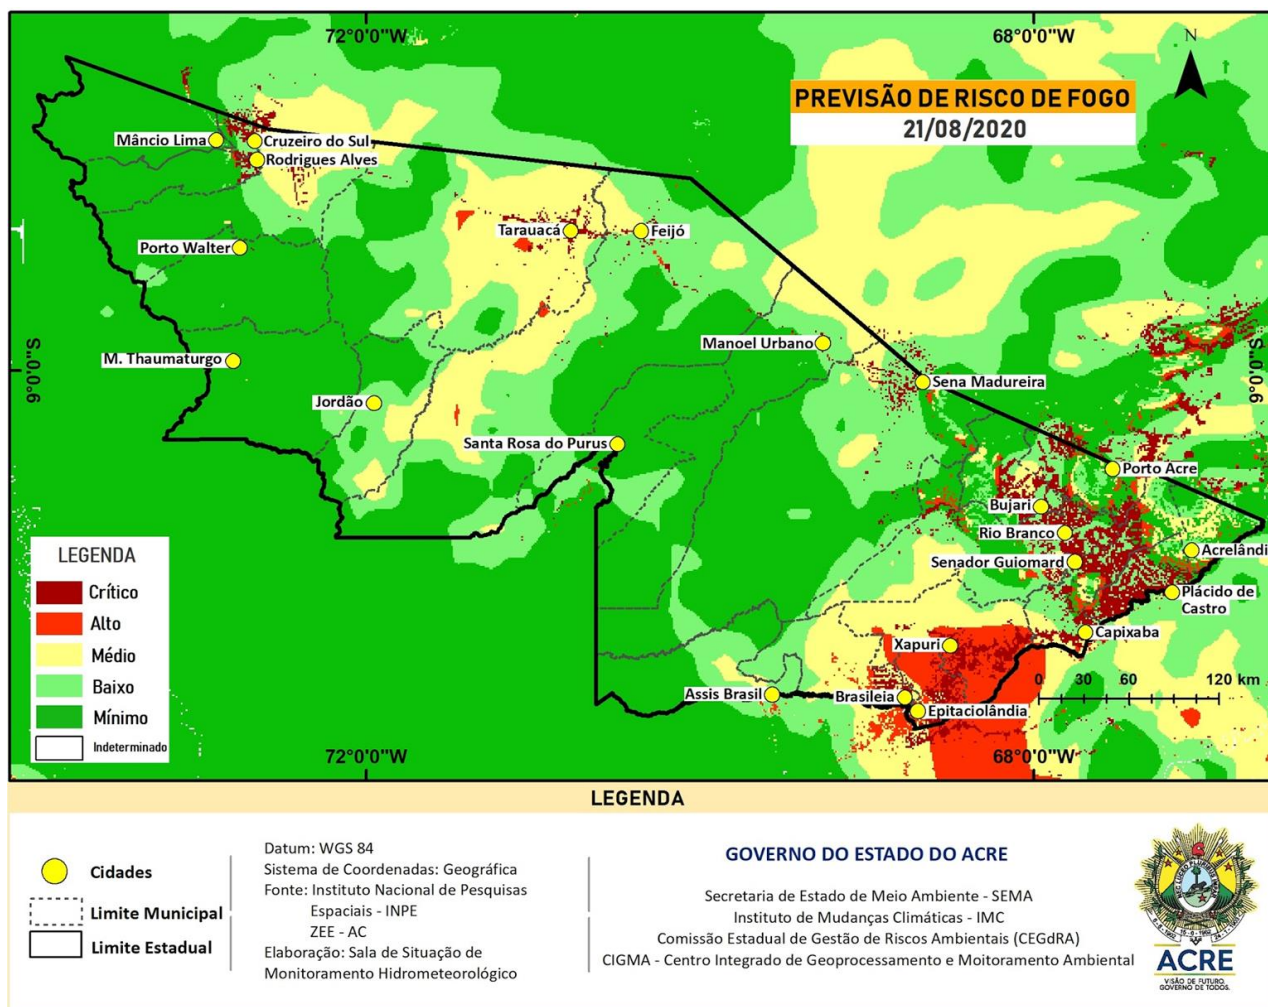 72°0'0"W
68°0'0"W
N
PREVISÃO DE RISCO DE FOGO
21/08/2020
Mâncio Lima
Cruzeiro do Sul
Rodrigues Alves
Tarauacá
Feijó
Porto Walter
Manoel Urbano
9°0'0"S
9°0'0"S
M. Thaumaturgo
Sena Madureira
Jordão
Santa Rosa do Purus
Porto Acre
Bujari
Rio Branco
Acrelândi
Senador Guiomard
Plácido de
Castro
Capixaba
Xapuri
Assis Brasil
Brasileia
Epitaciolândia
0 30 60 120 km
LEGENDA
Crítico
Alto
Médio
Baixo
Mínimo
Indeterminado
72°0'0"W
68°0'0"W
LEGENDA
Cidades
Limite Municipal
Limite Estadual
Datum: WGS 84
Sistema de Coordenadas: Geográfica
Fonte: Instituto Nacional de Pesquisas
Espaciais - INPE
ZEE - AC
Elaboração: Sala de Situação de
Monitoramento Hidrometeorológico
GOVERNO DO ESTADO DO ACRE
Secretaria de Estado de Meio Ambiente - SEMA
Instituto de Mudanças Climáticas - IMC
Comissão Estadual de Gestão de Riscos Ambientais (CEGdRA)
CIGMA - Centro Integrado de Geoprocessamento e Moitoramento Ambiental
ACRE
VISÃO DE FUTURO.
GOVERNO DE TODOS.